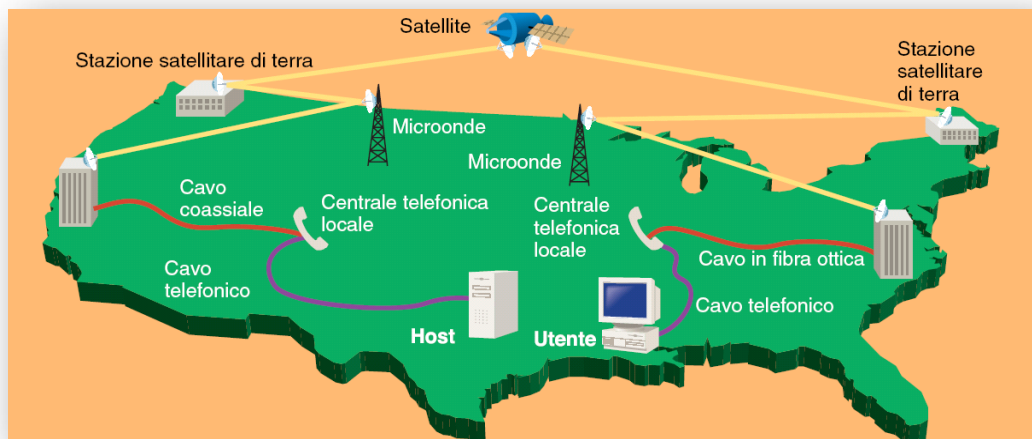 Satellite
Stazione satellitare di terra
Stazione
satellitare
di terra
Microonde
Microonde
Cavo
coassiale
Centrale telefonica
locale
Centrale
telefonica
locale
Cavo in fibra ottica
Cavo
telefonico
Cavo telefonico
Host
Utente